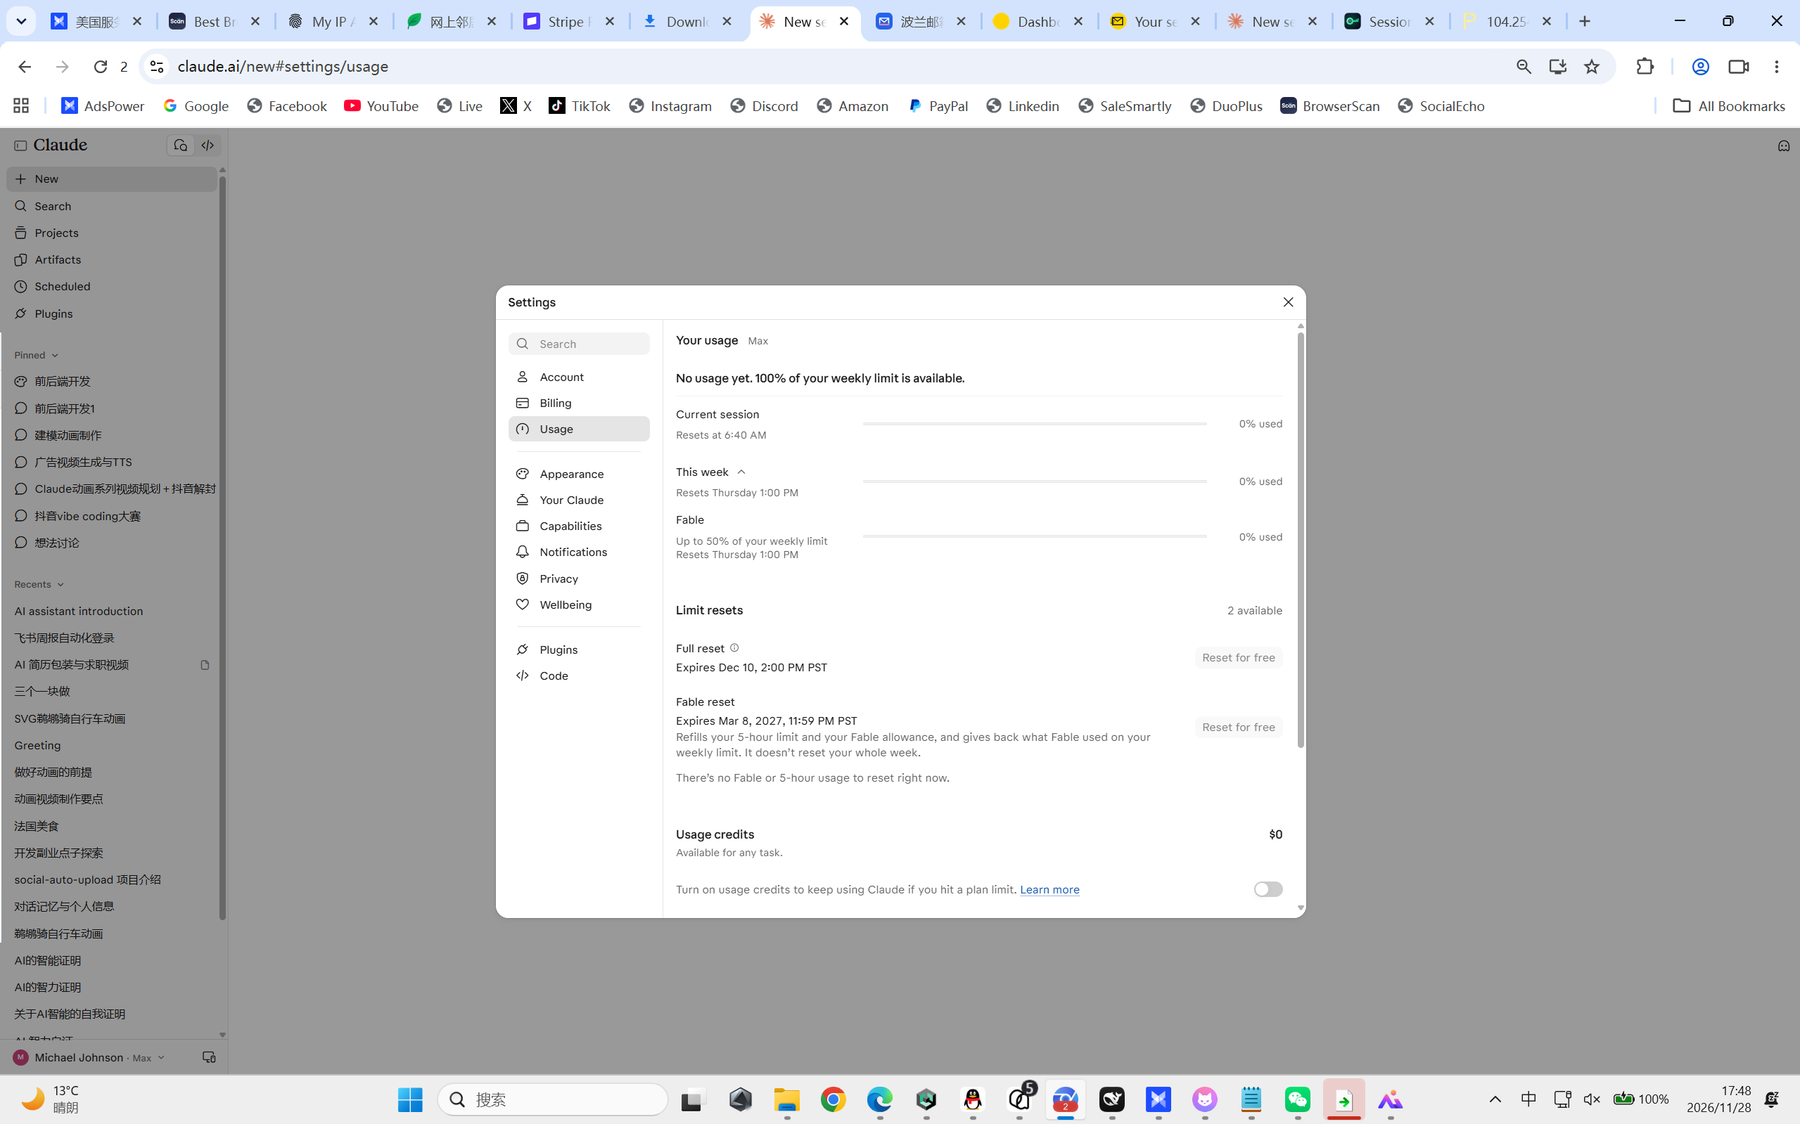 美国服
Best Br
My IP A
网上邻
Stripe
Downl
New se
波兰邮
Dashb
Your s
New se
Session
104.25
2
claude.ai/new#settings/usage
AdsPower
Google
Facebook
YouTube
Live
X
TikTok
Instagram
Discord
Amazon
PayPal
Linkedin
SaleSmartly
DuoPlus
BrowserScan
SocialEcho
All Bookmarks
Claude
New
Search
Projects
Artifacts
Scheduled
Plugins
Pinned
前后端开发
前后端开发1
建模动画制作
广告视频生成与TTS
Claude动画系列视频规划 + 抖音解封
抖音vibe coding大赛
想法讨论
Recents
AI assistant introduction
飞书周报自动化登录
AI 简历包装与求职视频
三个一块做
SVG鹈鹕骑自行车动画
Greeting
做好动画的前提
动画视频制作要点
法国美食
开发副业点子探索
social-auto-upload 项目介绍
对话记忆与个人信息
鹈鹕骑自行车动画
AI的智能证明
AI的智力证明
关于AI智能的自我证明
M
Michael Johnson · Max
Settings
Search
Account
Billing
Usage
Appearance
Your Claude
Capabilities
Notifications
Privacy
Wellbeing
Plugins
Code
Your usage Max
No usage yet. 100% of your weekly limit is available.
Current session
Resets at 6:40 AM
0% used
This week
Resets Thursday 1:00 PM
0% used
Fable
Up to 50% of your weekly limit
Resets Thursday 1:00 PM
0% used
Limit resets
2 available
Full reset
Expires Dec 10, 2:00 PM PST
Reset for free
Fable reset
Expires Mar 8, 2027, 11:59 PM PST
Refills your 5-hour limit and your Fable allowance, and gives back what Fable used on your
weekly limit. It doesn't reset your whole week.
Reset for free
There's no Fable or 5-hour usage to reset right now.
Usage credits
$0
Available for any task.
Turn on usage credits to keep using Claude if you hit a plan limit. Learn more
13°C
晴朗
搜索
5
2
中
100%
17:48
2026/11/28